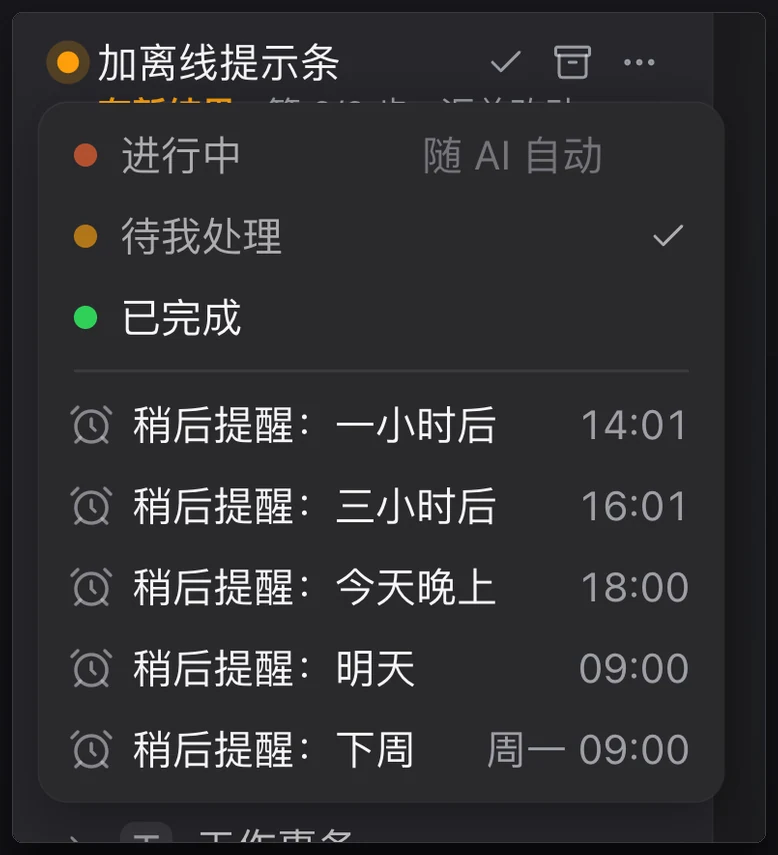 加离线提示条
进行中 随 AI 自动
待我处理
已完成
稍后提醒：一小时后 14:01
稍后提醒：三小时后 16:01
稍后提醒：今天晚上 18:00
稍后提醒：明天 09:00
稍后提醒：下周 周一 09:00